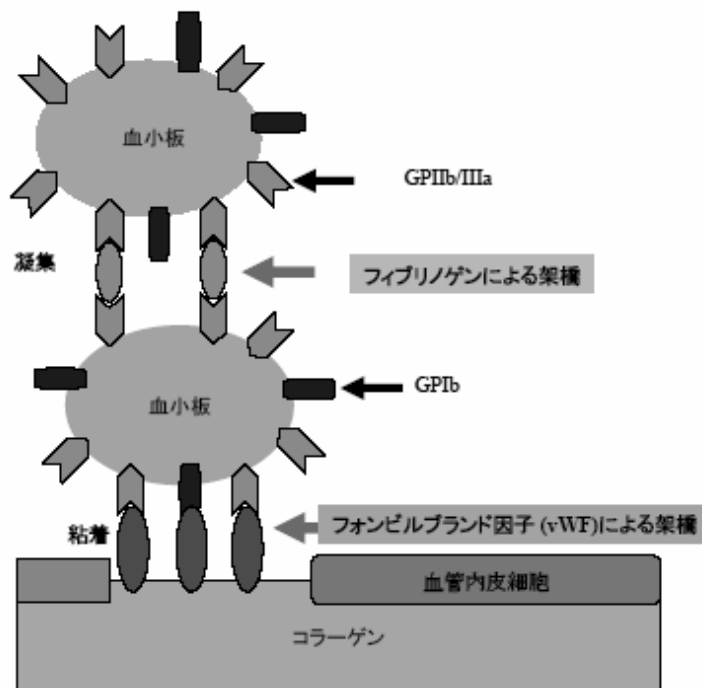 血小板
GPIIb/IIIa
凝集
フィブリノゲンによる架橋
GPIb
血小板
粘着
フォンビルブランド因子 (vWF)による架橋
血管内皮細胞
コラーゲン